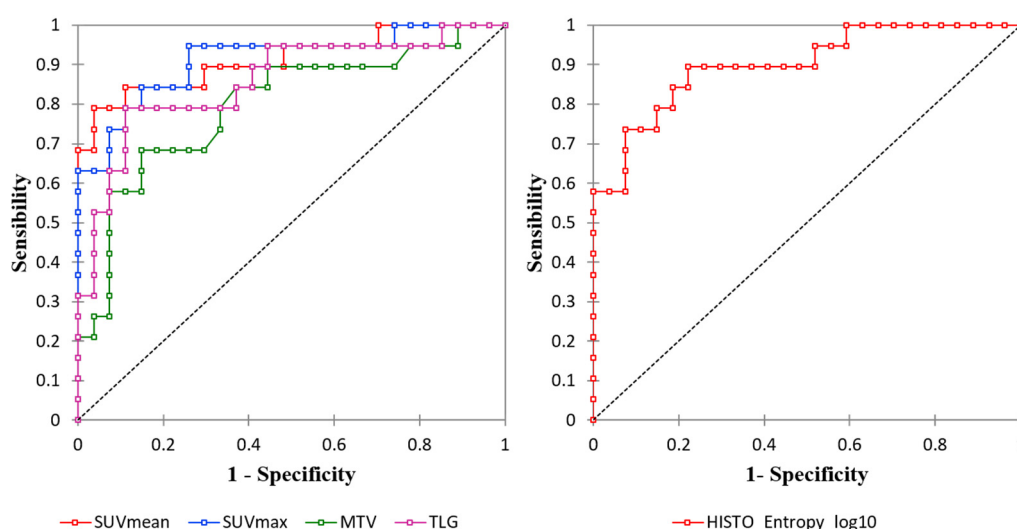 1
0.9
0.8
0.7
0.6
0.5
0.4
0.3
0.2
0.1
0
Sensibility
0 0.2 0.4 0.6 0.8 1
1 - Specificity
SUVmean SUVmax MTV TLG
1
0.9
0.8
0.7
0.6
0.5
0.4
0.3
0.2
0.1
0
Sensibility
0 0.2 0.4 0.6 0.8
1- Specificity
HISTO_Entropy_log10